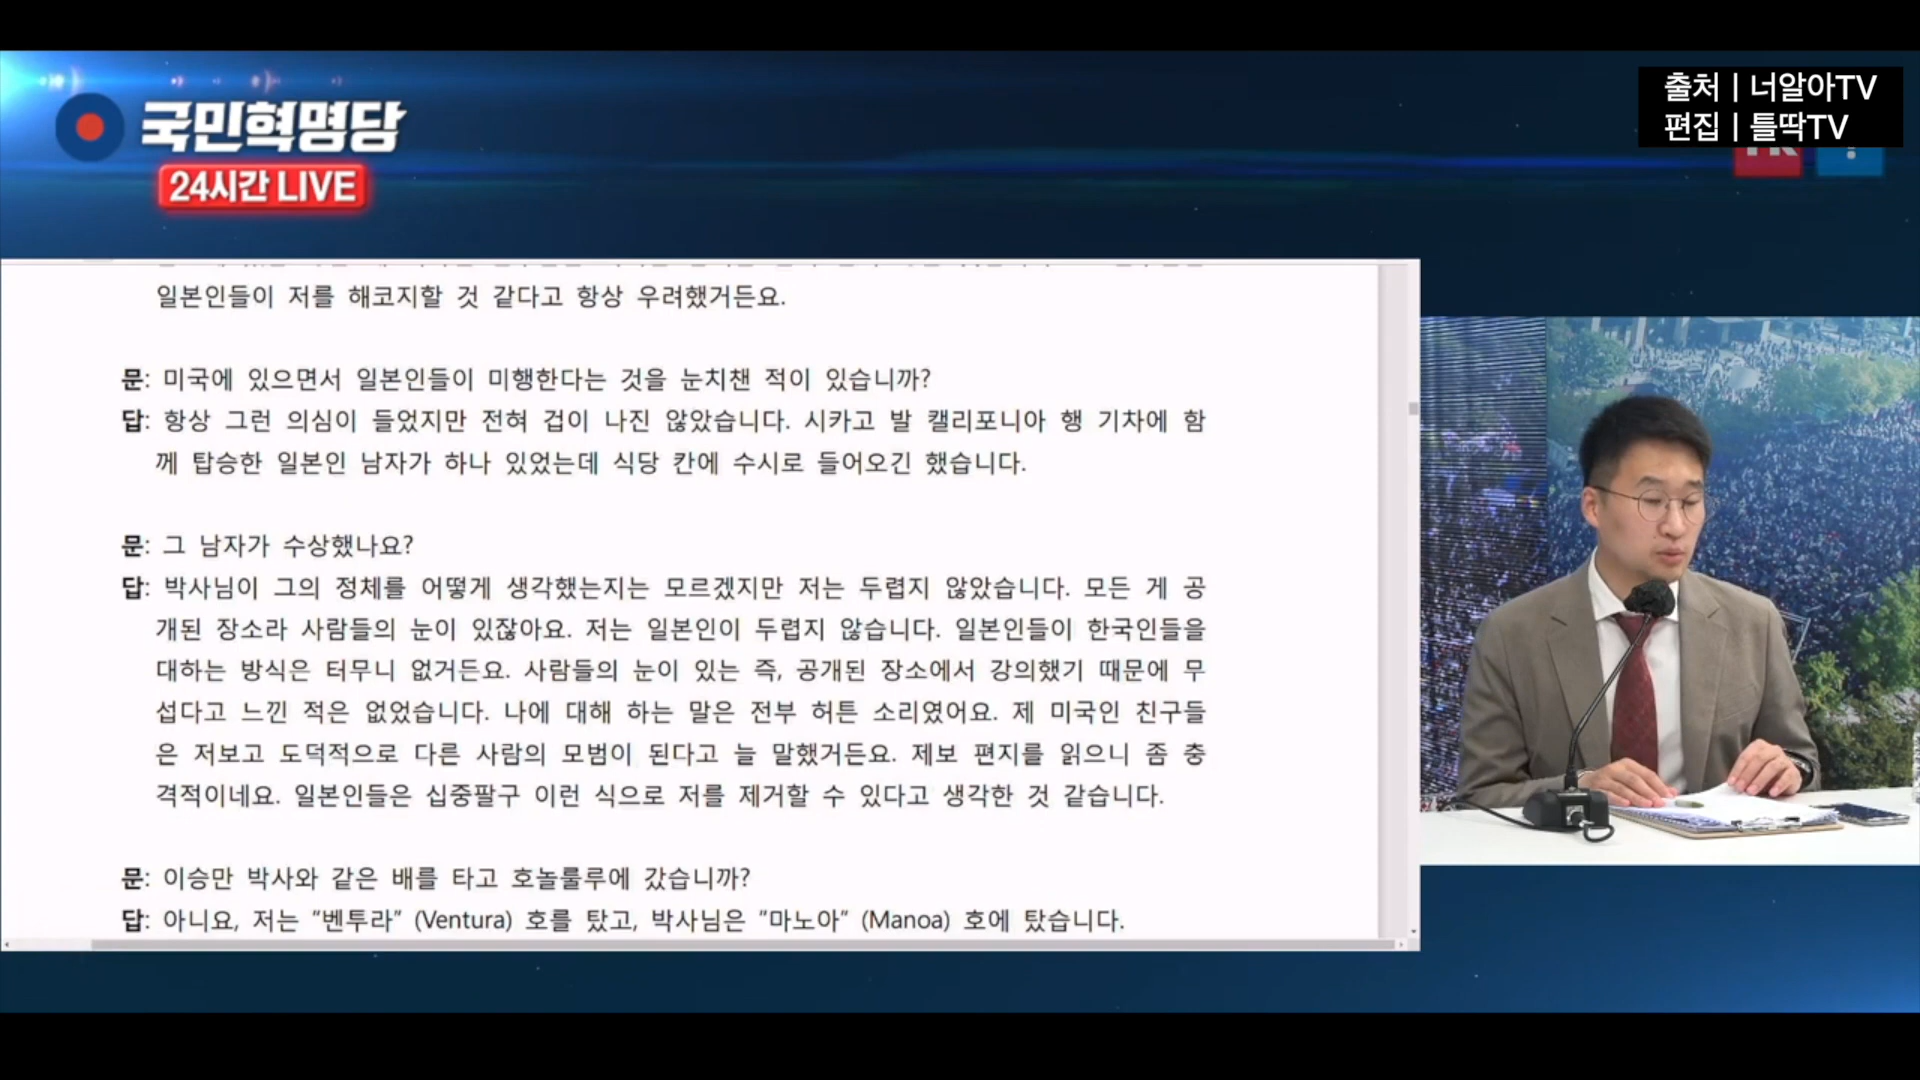 출처 | 너알아TV
편집 | 틀딱TV
국민혁명당
24시간 LIVE
일본인들이 저를 해코지할 것 같다고 항상 우려했거든요.
문: 미국에 있으면서 일본인들이 미행한다는 것을 눈치챈 적이 있습니까?
답: 항상 그런 의심이 들었지만 전혀 겁이 나진 않았습니다. 시카고 발 캘리포니아 행 기차에 함
께 탑승한 일본인 남자가 하나 있었는데 식당 칸에 수시로 들어오긴 했습니다.
문: 그 남자가 수상했나요?
답: 박사님이 그의 정체를 어떻게 생각했는지는 모르겠지만 저는 두렵지 않았습니다. 모든 게 공
개된 장소라 사람들의 눈이 있잖아요. 저는 일본인이 두렵지 않습니다. 일본인들이 한국인들을
대하는 방식은 터무니 없거든요. 사람들의 눈이 있는 즉, 공개된 장소에서 강의했기 때문에 무
섭다고 느낀 적은 없었습니다. 나에 대해 하는 말은 전부 허튼 소리였어요. 제 미국인 친구들
은 저보고 도덕적으로 다른 사람의 모범이 된다고 늘 말했거든요. 제보 편지를 읽으니 좀 충
격적이네요. 일본인들은 십중팔구 이런 식으로 저를 제거할 수 있다고 생각한 것 같습니다.
문: 이승만 박사와 같은 배를 타고 호놀룰루에 갔습니까?
답: 아니요, 저는 “벤투라” (Ventura) 호를 탔고, 박사님은 “마노아” (Manoa) 호에 탔습니다.